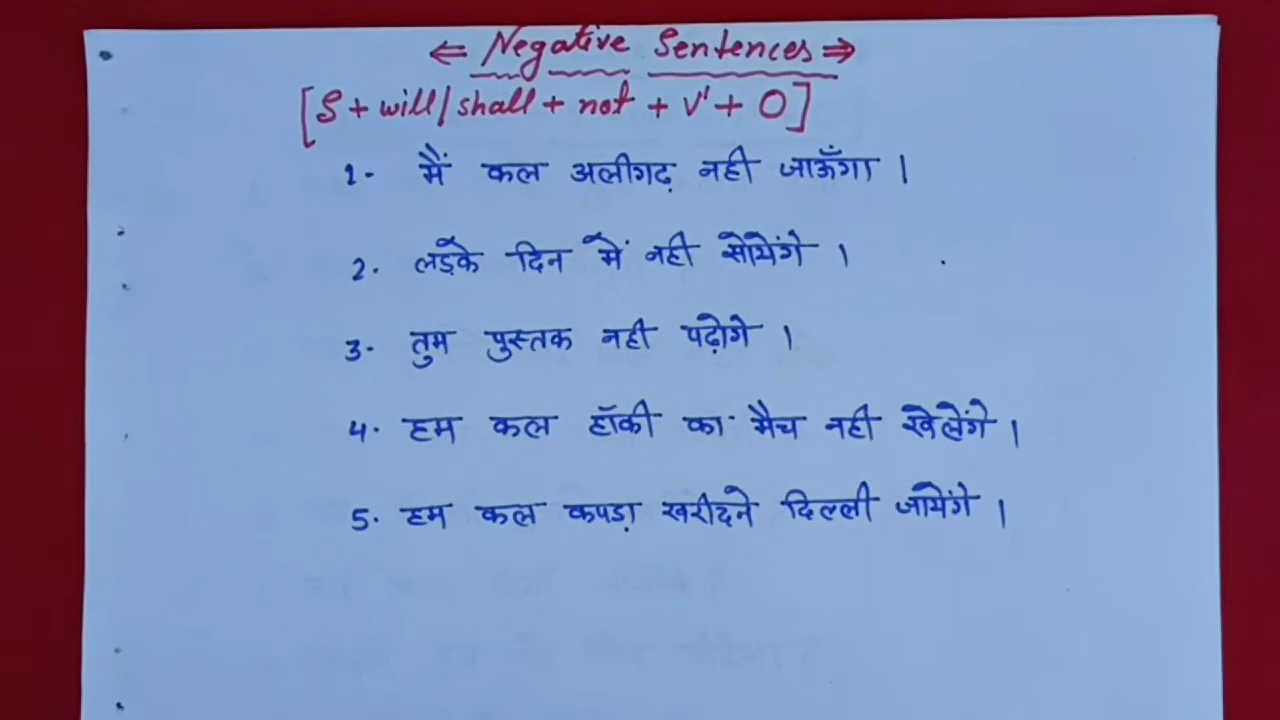 ⇐ Negative Sentences ⇒
[S + will/shall + not + V¹ + O]
1- मैं कल अलीगढ़ नही जाऊँगा ।
2. लड़के दिन में नही सोयेंगे ।
3- तुम पुस्तक नही पढ़ोगे ।
4. हम कल हॉकी का मैच नही खेलेंगे ।
5. हम कल कपड़ा खरीदने दिल्ली जायेंगे ।